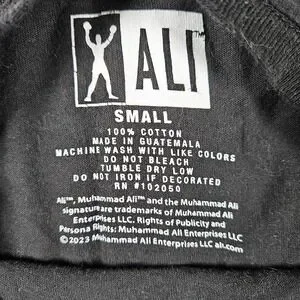 ALI™
SMALL
100% COTTON
MADE IN GUATEMALA
MACHINE WASH WITH LIKE COLORS
DO NOT BLEACH
TUMBLE DRY LOW
DO NOT IRON IF DECORATED
RN #102050
Ali™, Muhammad Ali™ and the Muhammad Ali
signature are trademarks of Muhammad Ali
Enterprises LLC. Rights of Publicity and
Persona Rights: Muhammad Ali Enterprises LLC
©2023 Muhammad Ali Enterprises LLC ali.com